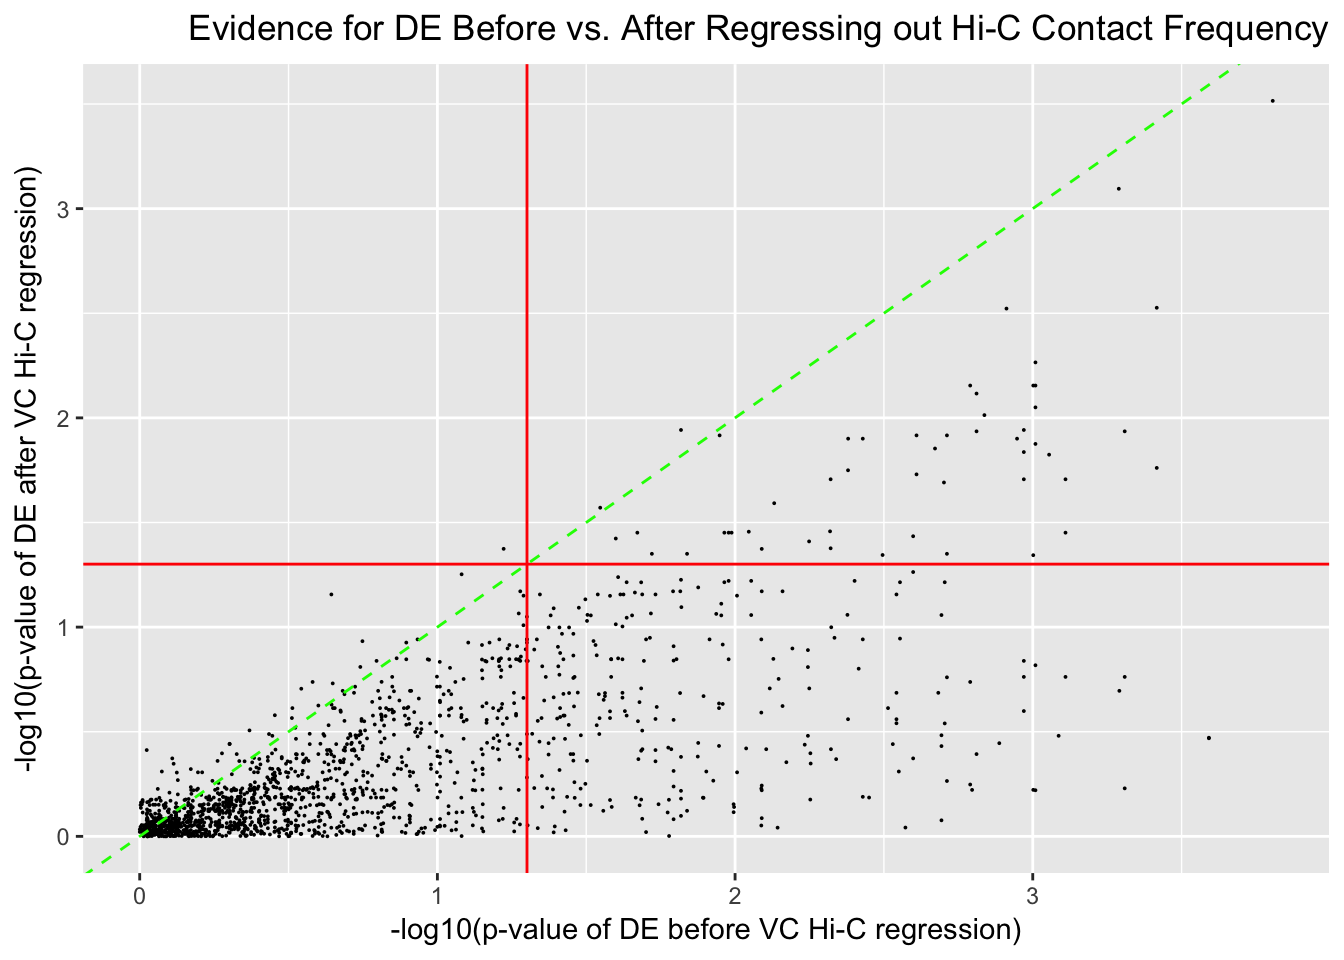 Evidence for DE Before vs. After Regressing out Hi-C Contact Frequency
-log10(p-value of DE after VC Hi-C regression)
3
2
1
0
0
1
2
3
-log10(p-value of DE before VC Hi-C regression)